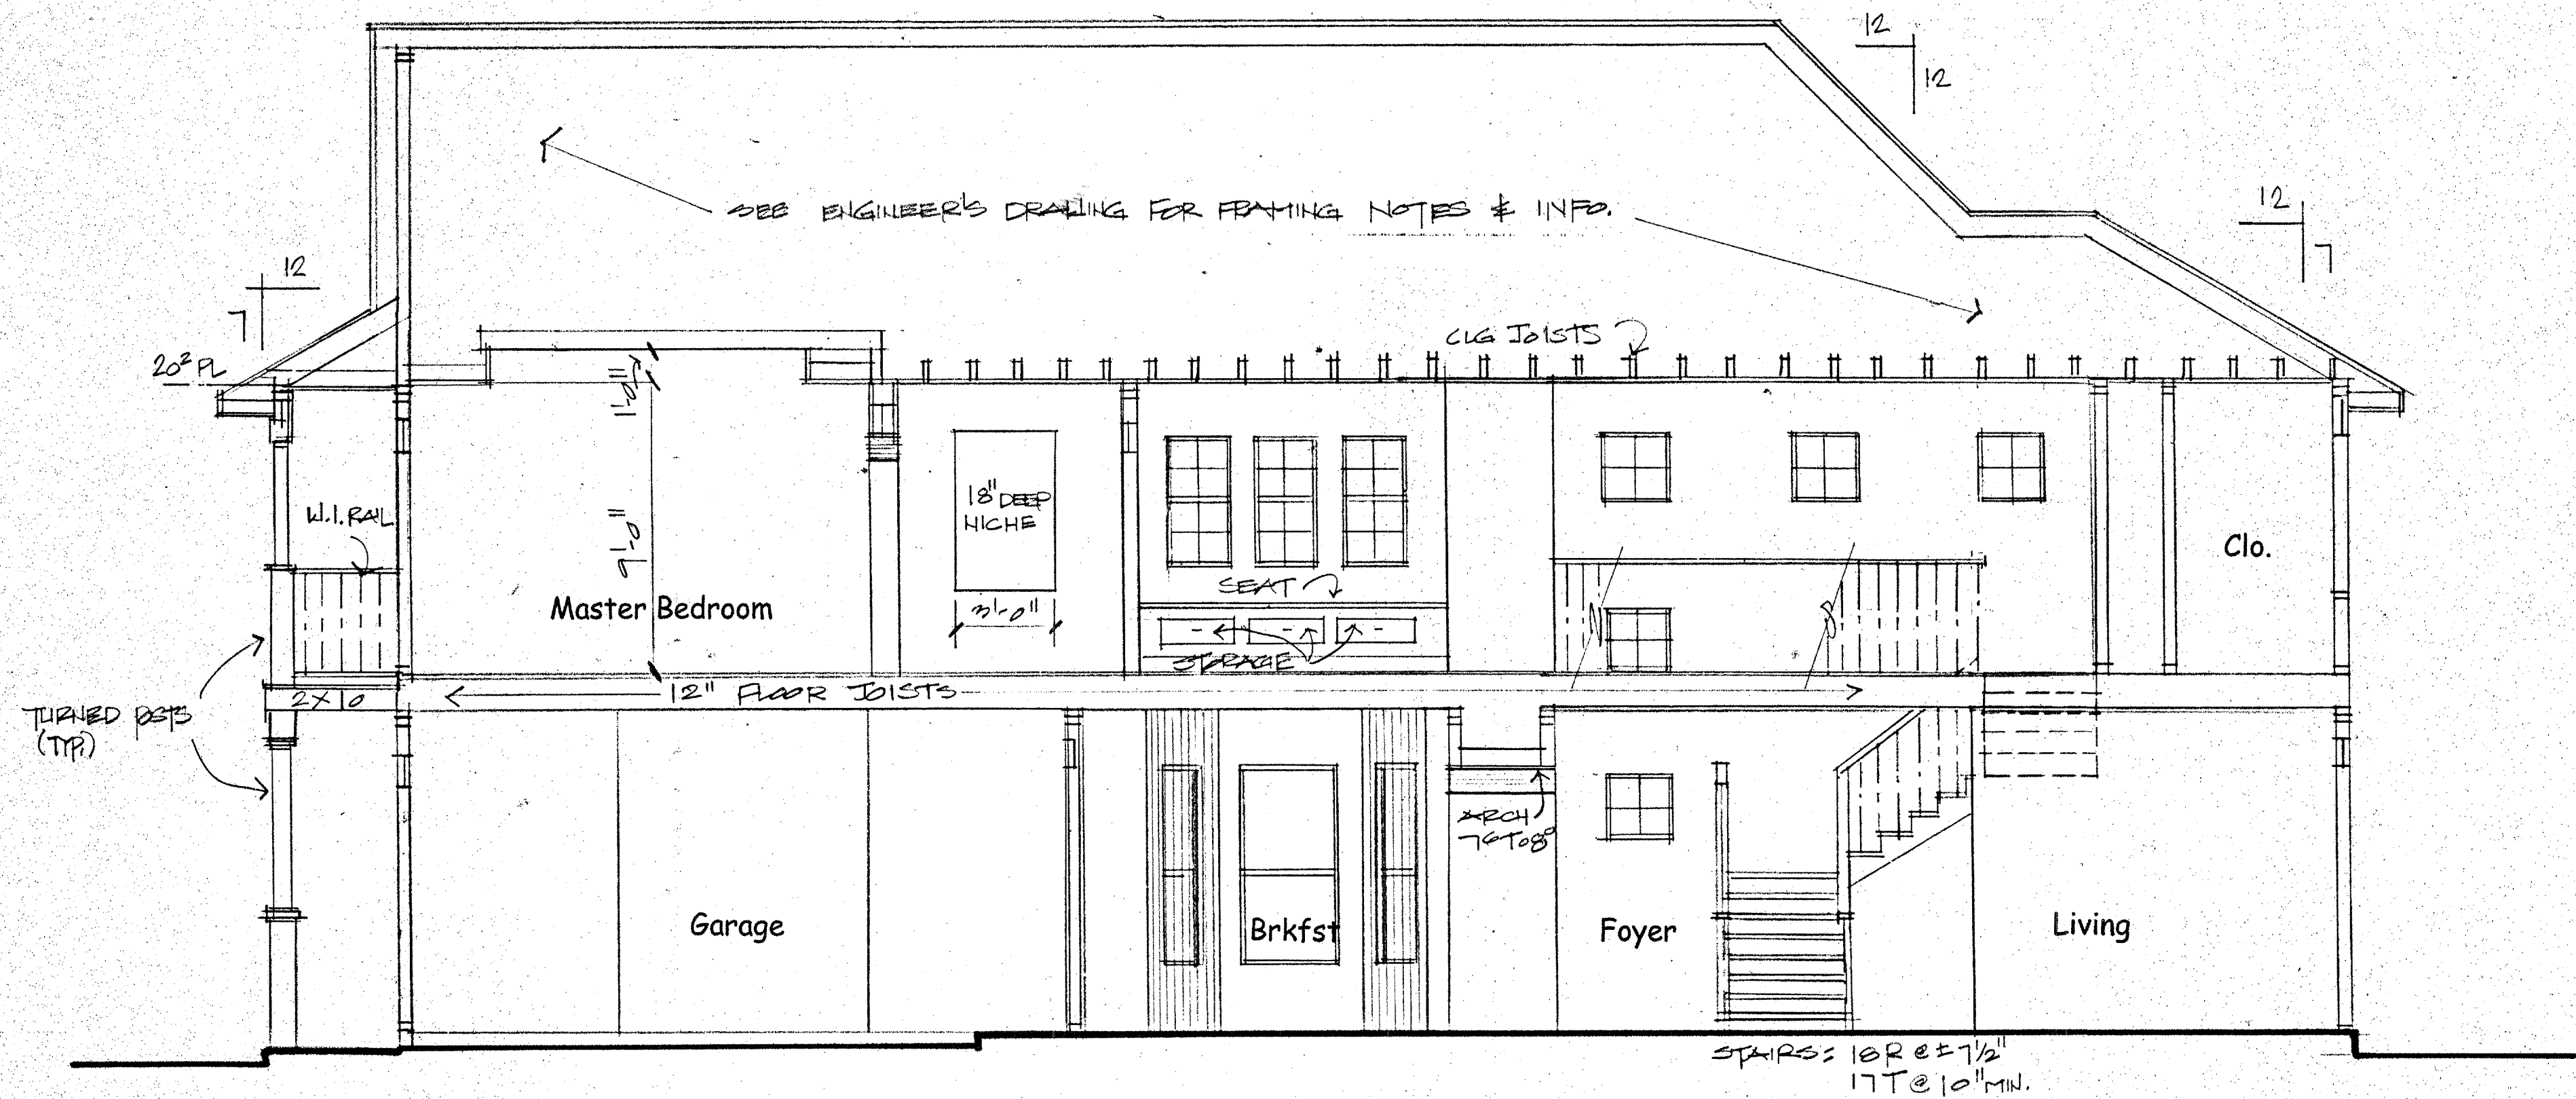 12
12
SEE ENGINEER'S DRAWING FOR FRAMING NOTES & INFO.
12
7
12
7
20² PL
CLG JOISTS
1'-0"
9'-0"
18" DEEP
NICHE
3'-0"
W.I. RAIL
Master Bedroom
SEAT
STORAGE
Clo.
2X10
12" FLOOR JOISTS
TURNED POSTS
(TYP.)
ARCH
7⁶ TO 8⁰
Garage
Brkfst
Foyer
Living
STAIRS: 18 R @ ± 7 1/2"
17 T @ 10" MIN.